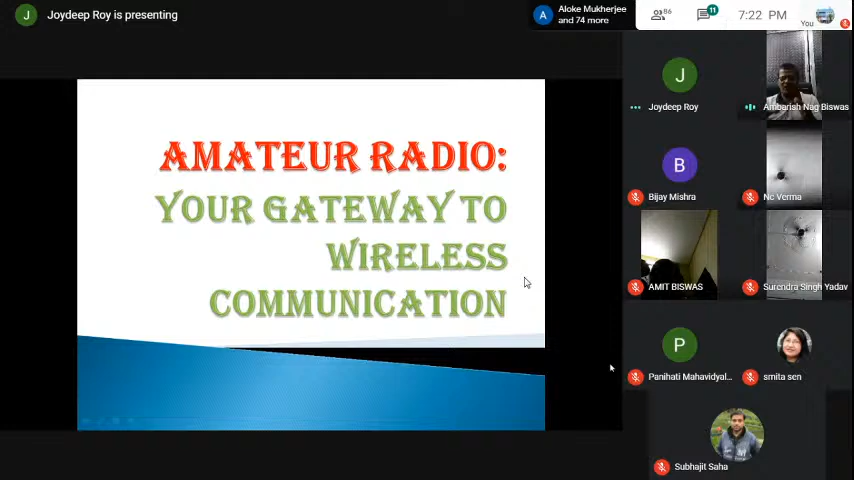 J Joydeep Roy is presenting
A Aloke Mukherjee
and 74 more
86
11
7:22 PM
You
AMATEUR RADIO:
YOUR GATEWAY TO
WIRELESS
COMMUNICATION
J
Joydeep Roy
Ambarish Nag Biswas
B
Bijay Mishra
Nc Verma
AMIT BISWAS
Surendra Singh Yadav
P
Panihati Mahavidyal...
smita sen
Subhajit Saha